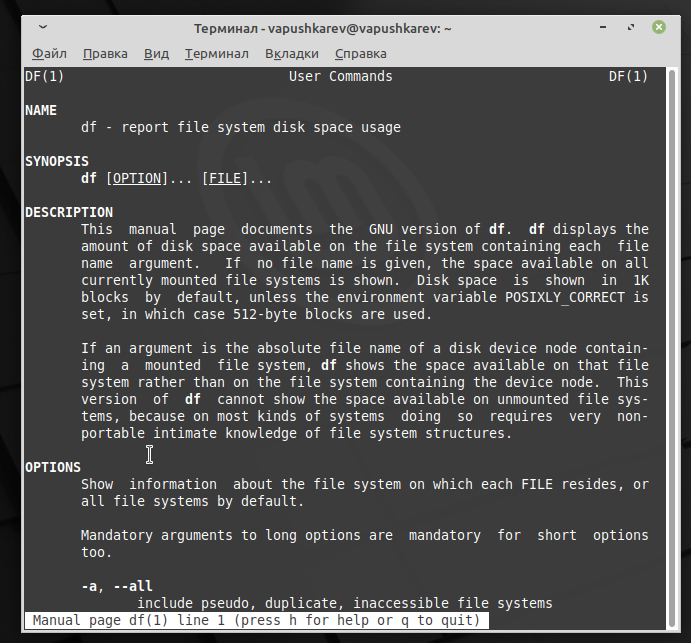 Терминал - vapushkarev@vapushkarev: ~
Файл Правка Вид Терминал Вкладки Справка
DF(1) User Commands DF(1)
NAME
df - report file system disk space usage
SYNOPSIS
df [OPTION]... [FILE]...
DESCRIPTION
This manual page documents the GNU version of df. df displays the
amount of disk space available on the file system containing each file
name argument. If no file name is given, the space available on all
currently mounted file systems is shown. Disk space is shown in 1K
blocks by default, unless the environment variable POSIXLY_CORRECT is
set, in which case 512-byte blocks are used.
If an argument is the absolute file name of a disk device node contain-
ing a mounted file system, df shows the space available on that file
system rather than on the file system containing the device node. This
version of df cannot show the space available on unmounted file sys-
tems, because on most kinds of systems doing so requires very non-
portable intimate knowledge of file system structures.
OPTIONS
Show information about the file system on which each FILE resides, or
all file systems by default.
Mandatory arguments to long options are mandatory for short options
too.
-a, --all
include pseudo, duplicate, inaccessible file systems
Manual page df(1) line 1 (press h for help or q to quit)